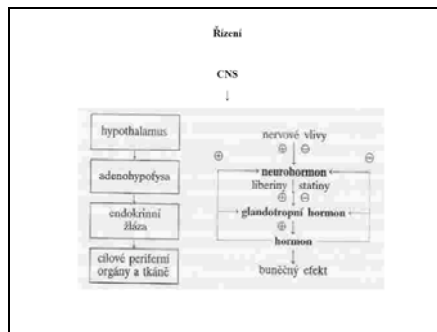 Řízení
CNS
↓
hypothalamus
adenohypofysa
endokrinní
žláza
cílové periferní
orgány a tkáně
nervové vlivy
⊕ ⊕ ⊖ ⊖
neurohormon
liberiny statiny
⊕ ⊖
glandotropní hormon
⊕
hormon
buněčný efekt